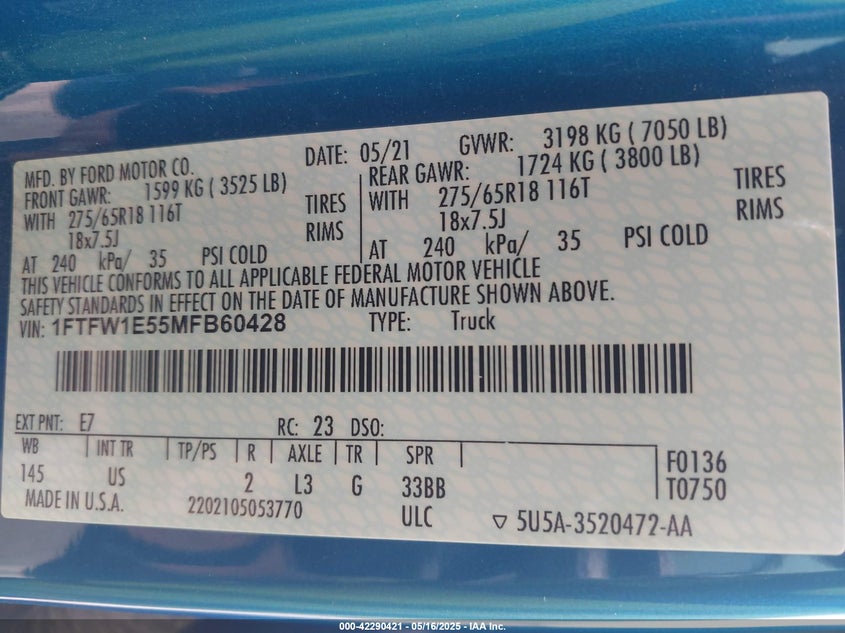 MFD. BY FORD MOTOR CO. DATE: 05/21 GVWR: 3198 KG ( 7050 LB)
FRONT GAWR: 1599 KG ( 3525 LB) REAR GAWR: 1724 KG ( 3800 LB)
WITH 275/65R18 116T TIRES WITH 275/65R18 116T TIRES
18x7.5J RIMS 18x7.5J RIMS
AT 240 kPa/ 35 PSI COLD AT 240 kPa/ 35 PSI COLD
THIS VEHICLE CONFORMS TO ALL APPLICABLE FEDERAL MOTOR VEHICLE
SAFETY STANDARDS IN EFFECT ON THE DATE OF MANUFACTURE SHOWN ABOVE.
VIN: 1FTFW1E55MFB60428 TYPE: Truck
EXT PNT: E7 RC: 23 DSO:
WB INT TR TP/PS R AXLE TR SPR F0136
145 US 2 L3 G 33BB T0750
MADE IN U.S.A. 2202105053770 ULC 5U5A-3520472-AA
000-42290421 - 05/16/2025 - IAA Inc.